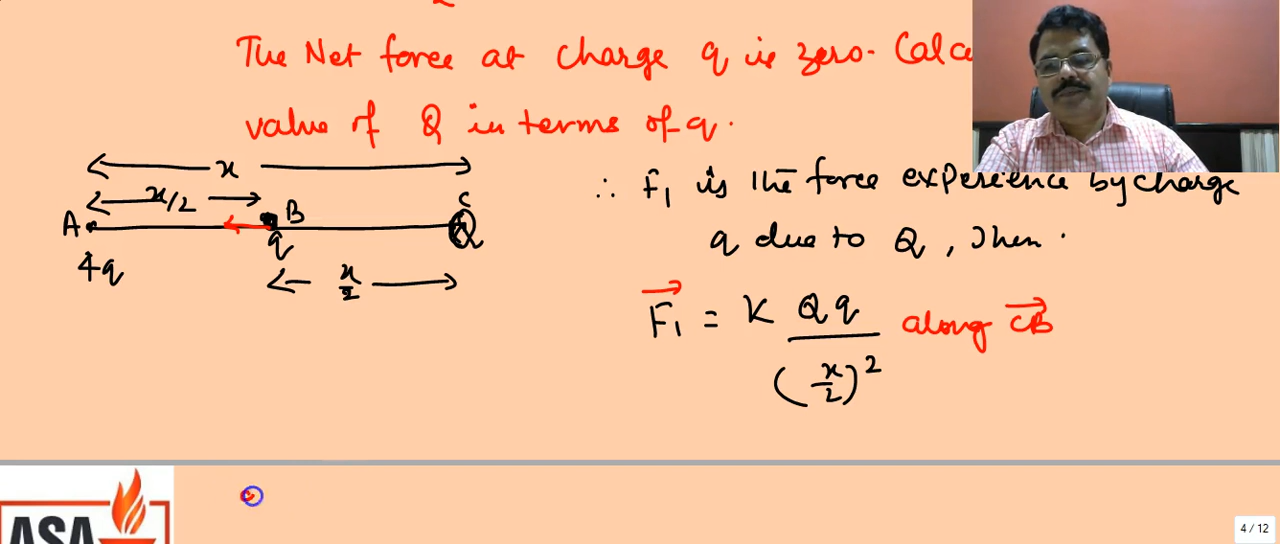 The Net force at charge q is zero. Calc
value of Q in terms of q.
x
x/2
A B C
q Q
4q
x/2
∴ F₁ is the force experience by charge
q due to Q, then.
F₁ = K Qq / (x/2)² along CB
ASA
4 / 12